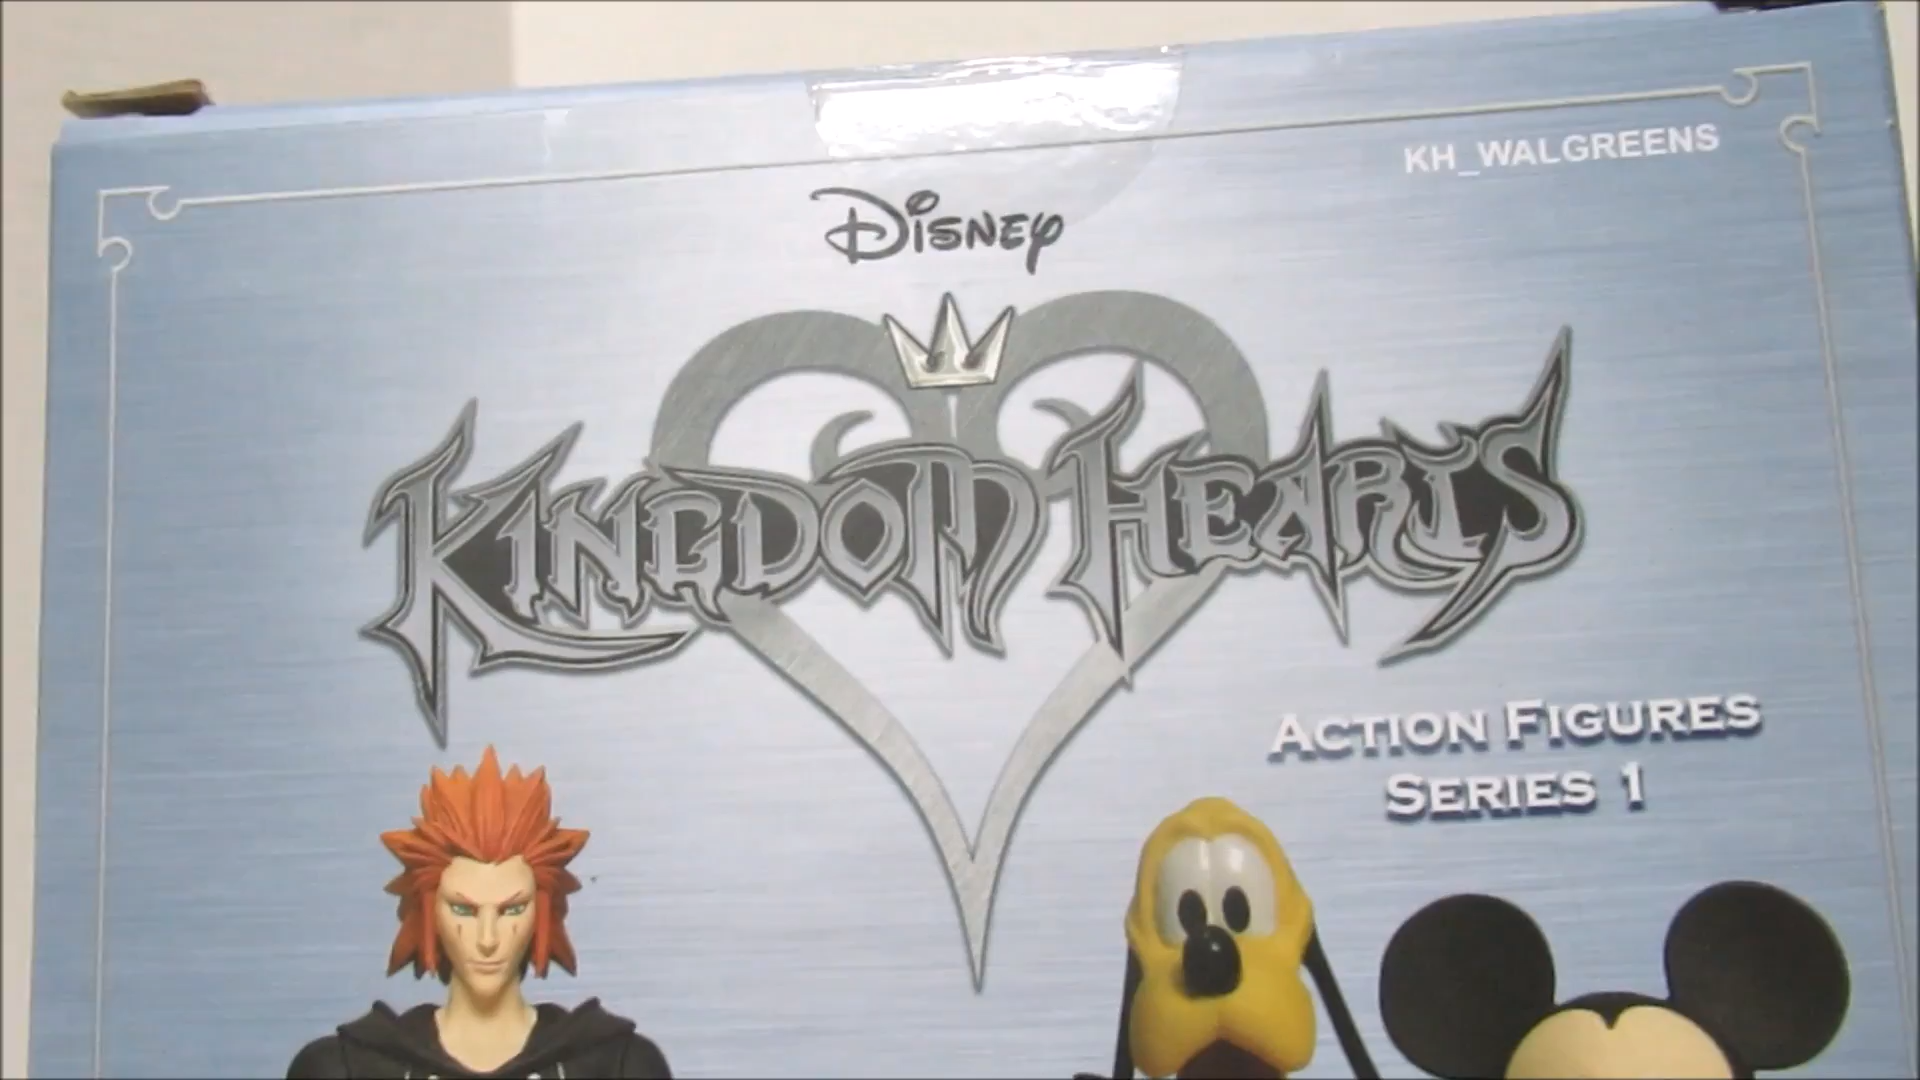 KH_WALGREENS
Disney
KINGDOM HEARTS
ACTION FIGURES
SERIES 1